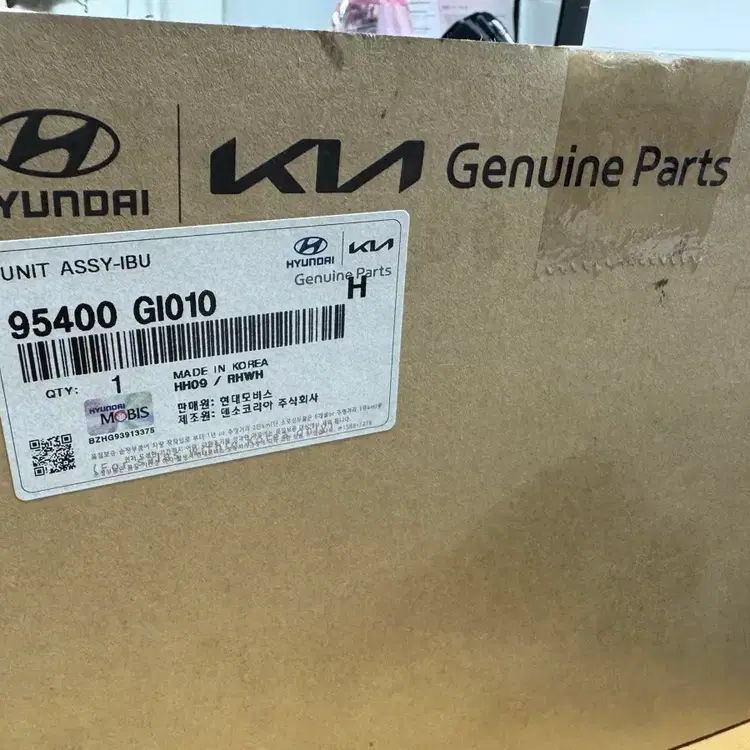 HYUNDAI
KIA Genuine Parts
UNIT ASSY-IBU
HYUNDAI KIA
Genuine Parts
H
95400 GI010
MADE IN KOREA
QTY: 1
HH09 / RHWH
HYUNDAI
MOBIS
판매원: 현대모비스
제조원: 덴소코리아 주식회사
BZHG93913375